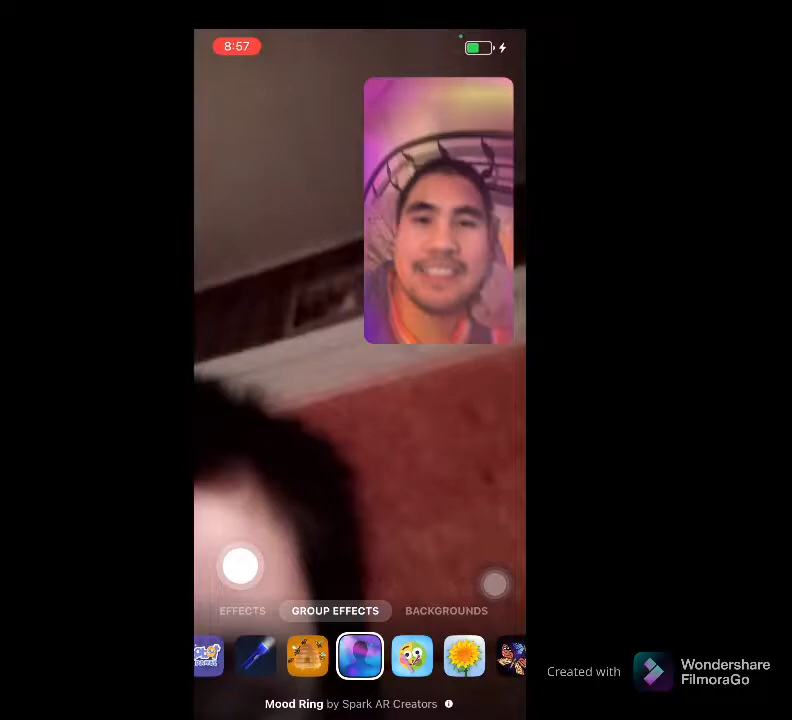 8:57
EFFECTS GROUP EFFECTS BACKGROUNDS
Mood Ring by Spark AR Creators
Created with Wondershare
FilmoraGo